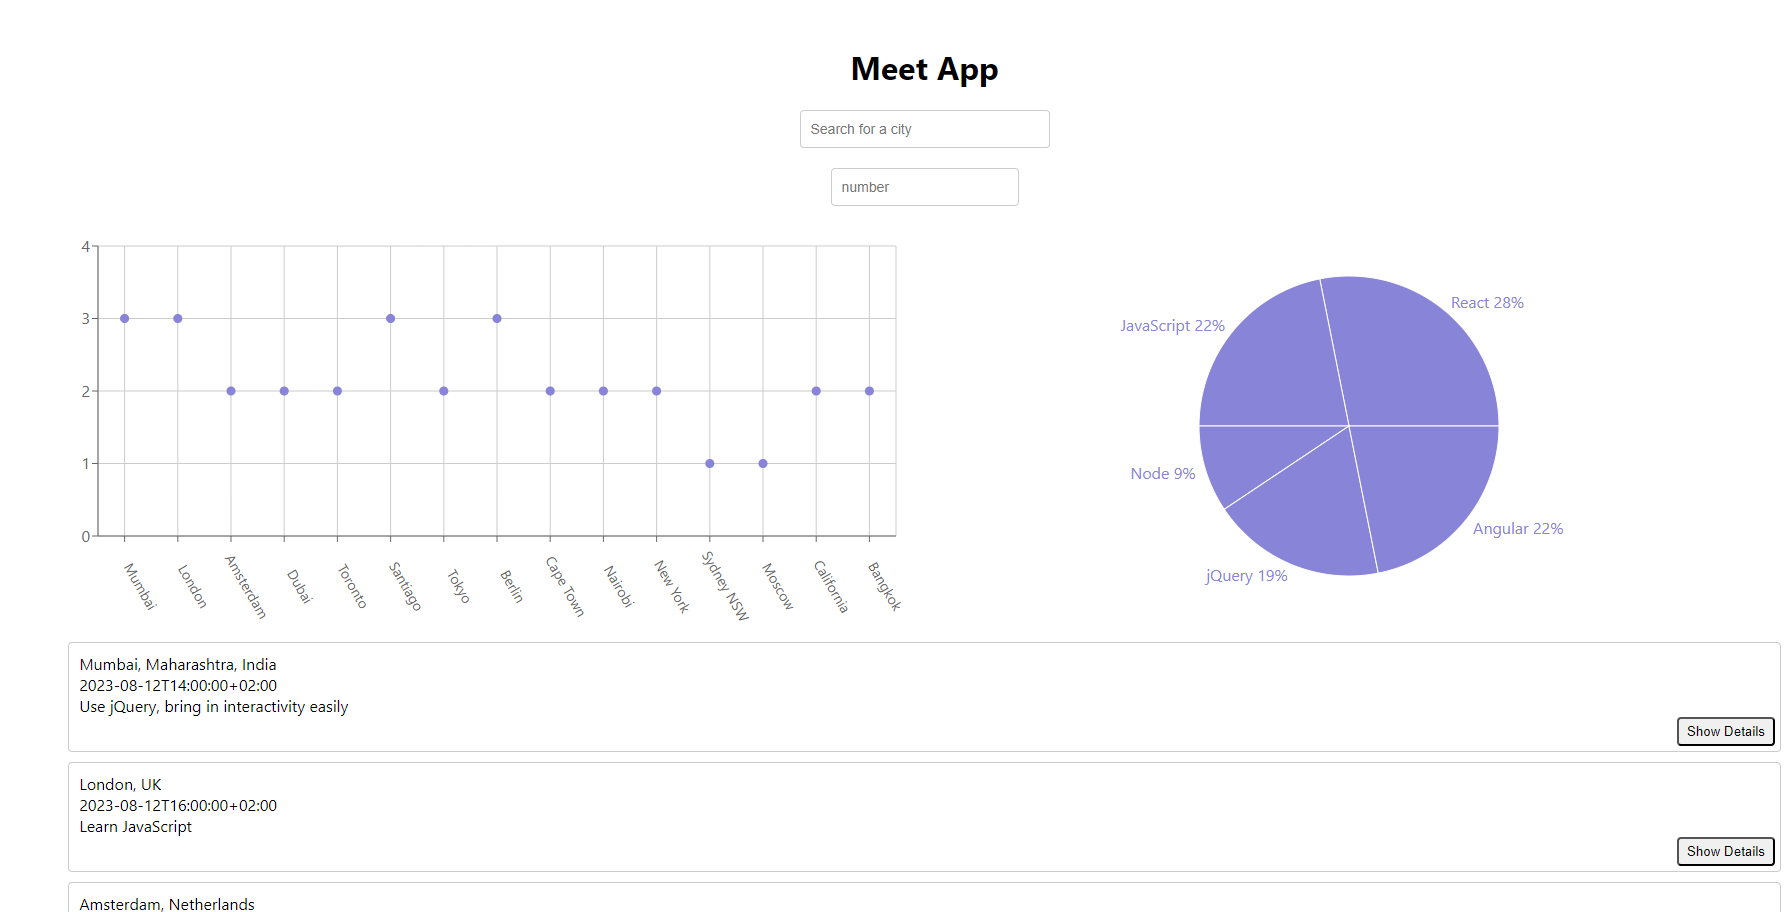 Meet App
Search for a city
number
4
3
2
1
0
Mumbai
London
Amsterdam
Dubai
Toronto
Santiago
Tokyo
Berlin
Cape Town
Nairobi
New York
Sydney NSW
Moscow
California
Bangkok
React 28%
JavaScript 22%
Node 9%
jQuery 19%
Angular 22%
Mumbai, Maharashtra, India
2023-08-12T14:00:00+02:00
Use jQuery, bring in interactivity easily
Show Details
London, UK
2023-08-12T16:00:00+02:00
Learn JavaScript
Show Details
Amsterdam, Netherlands